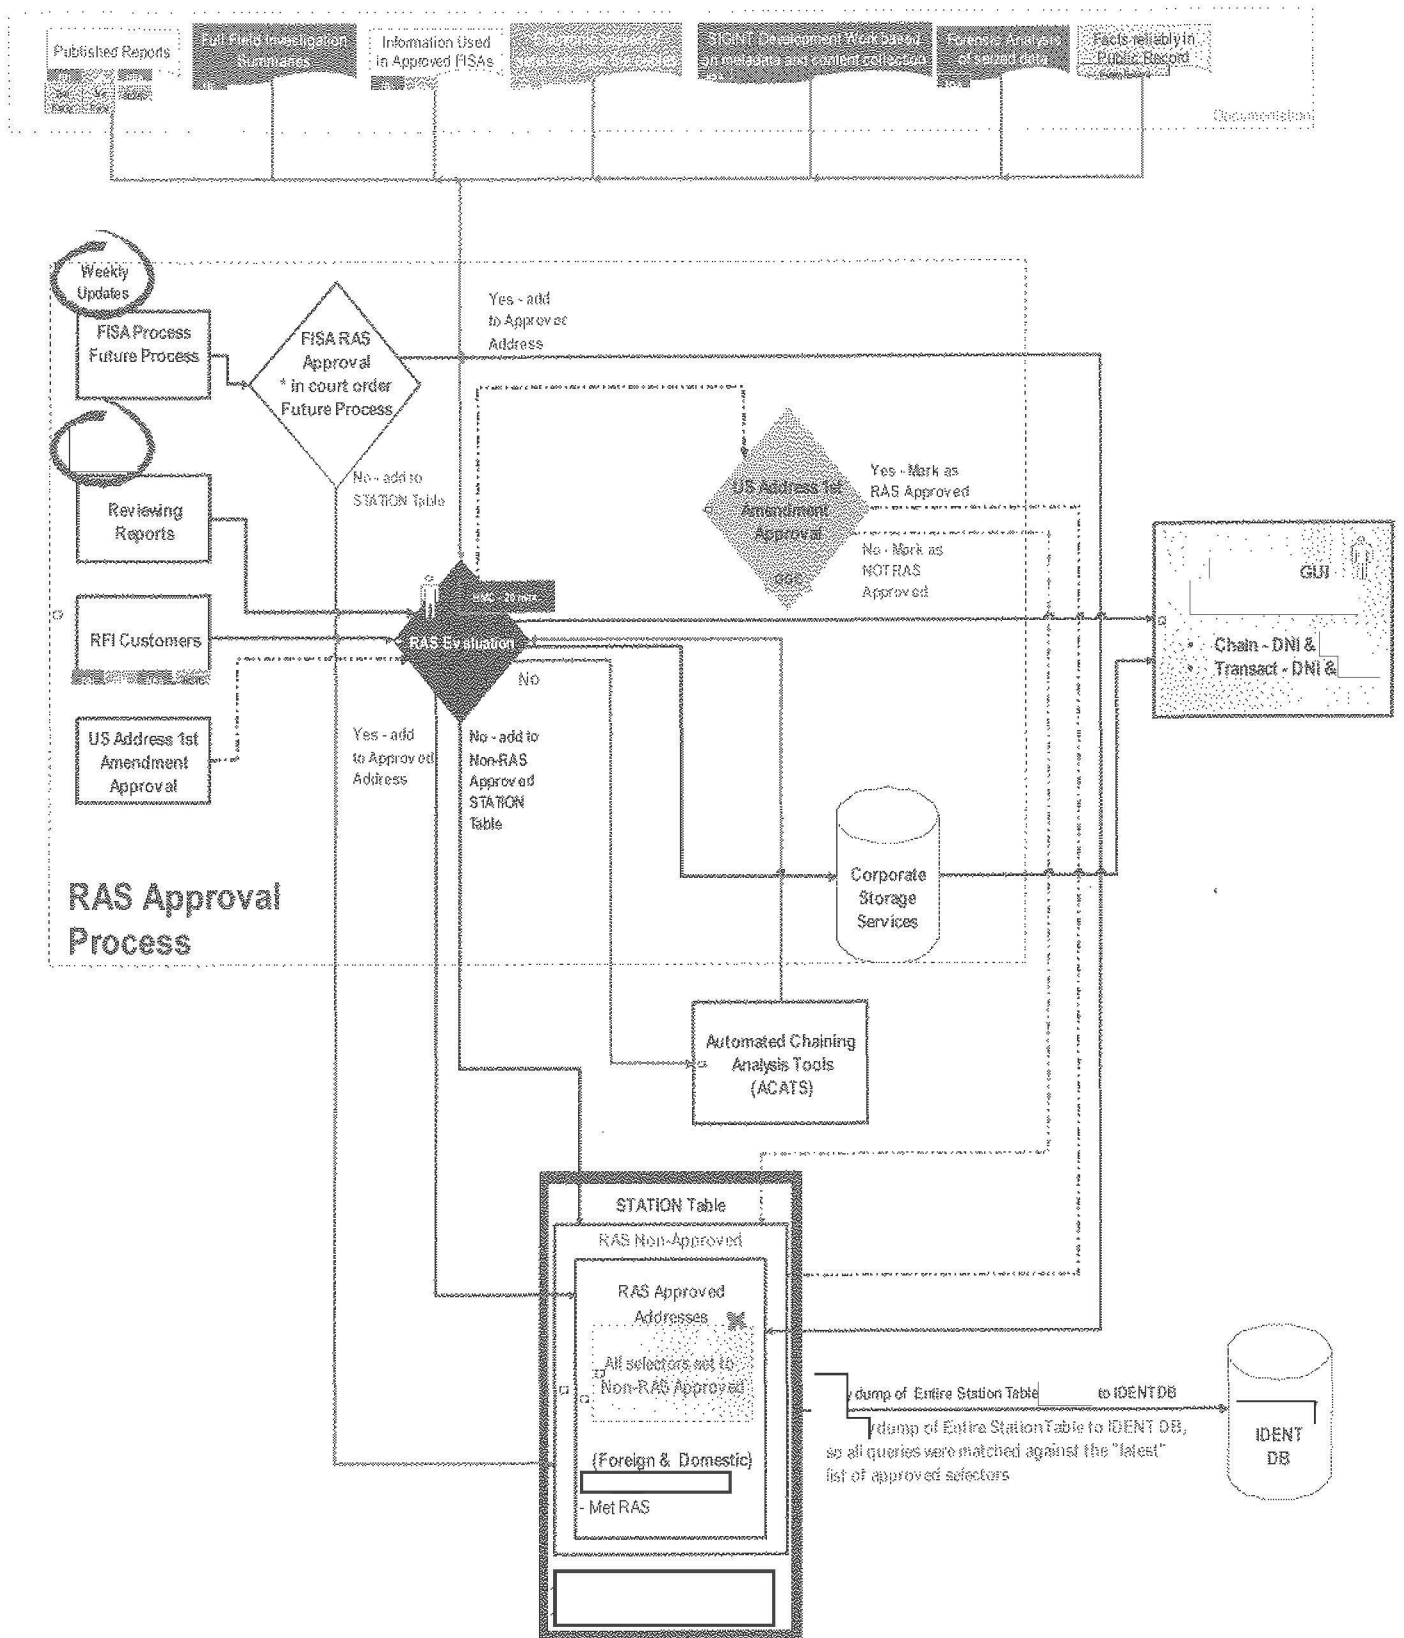 Published Reports
Full Field Investigation
Summaries
Information Used
in Approved FISAs
SIGINT Development Work based
on metadata and content collection
Forensic Analysis
of seized data
Facts reliably in
Public Record
Documentation
Weekly
Updates
FISA Process
Future Process
FISA RAS
Approval
* in court order
Future Process
Yes - add
to Approved
Address
No - add to
STATION Table
Reviewing
Reports
RFI Customers
US Address 1st
Amendment
Approval
RAS Evaluation
No
Yes - add
to Approved
Address
No - add to
Non-RAS
Approved
STATION
Table
US Address 1st
Amendment
Approval
OGC
Yes - Mark as
RAS Approved
No - Mark as
NOT RAS
Approved
GUI
• Chain - DNI &
• Transact - DNI &
Corporate
Storage
Services
RAS Approval
Process
Automated Chaining
Analysis Tools
(ACATS)
STATION Table
RAS Non-Approved
RAS Approved
Addresses
All selectors set to
Non-RAS Approved
(Foreign & Domestic)
- Met RAS
y dump of Entire Station Table to IDENT DB
y dump of Entire Station Table to IDENT DB,
so all queries were matched against the "latest"
list of approved selectors
IDENT
DB